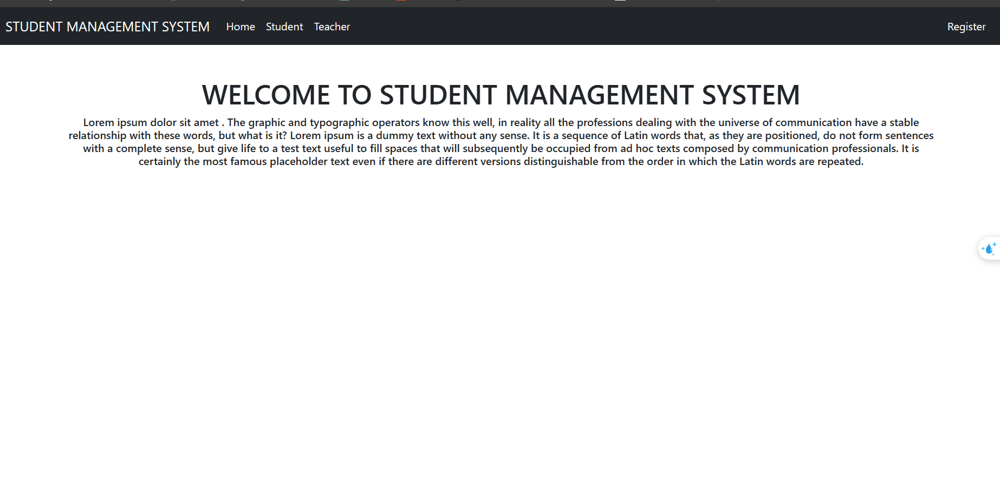 STUDENT MANAGEMENT SYSTEM Home Student Teacher Register
WELCOME TO STUDENT MANAGEMENT SYSTEM
Lorem ipsum dolor sit amet . The graphic and typographic operators know this well, in reality all the professions dealing with the universe of communication have a stable
relationship with these words, but what is it? Lorem ipsum is a dummy text without any sense. It is a sequence of Latin words that, as they are positioned, do not form sentences
with a complete sense, but give life to a test text useful to fill spaces that will subsequently be occupied from ad hoc texts composed by communication professionals. It is
certainly the most famous placeholder text even if there are different versions distinguishable from the order in which the Latin words are repeated.